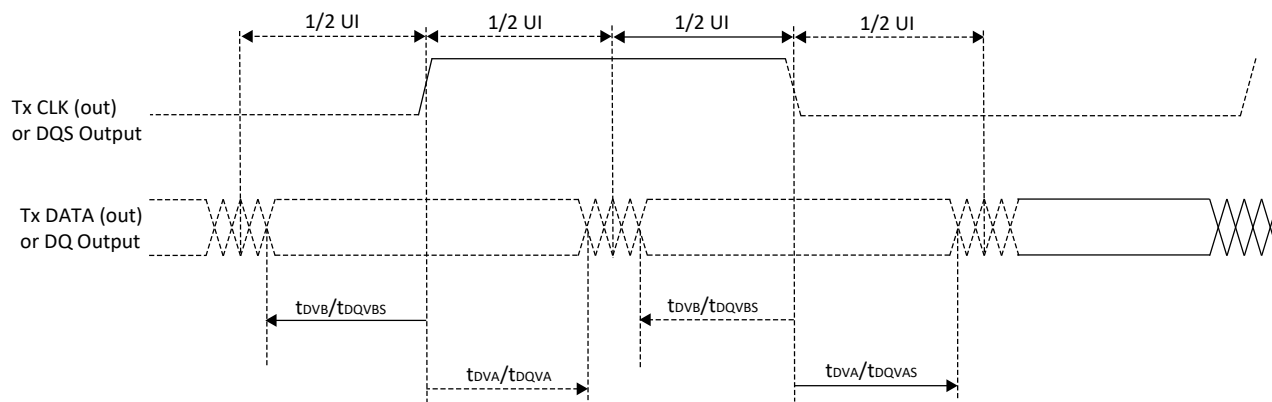 1/2 UI
1/2 UI
1/2 UI
1/2 UI
Tx CLK (out)
or DQS Output
Tx DATA (out)
or DQ Output
tDVB/tDQVBS
tDVB/tDQVBS
tDVA/tDQVA
tDVA/tDQVAS